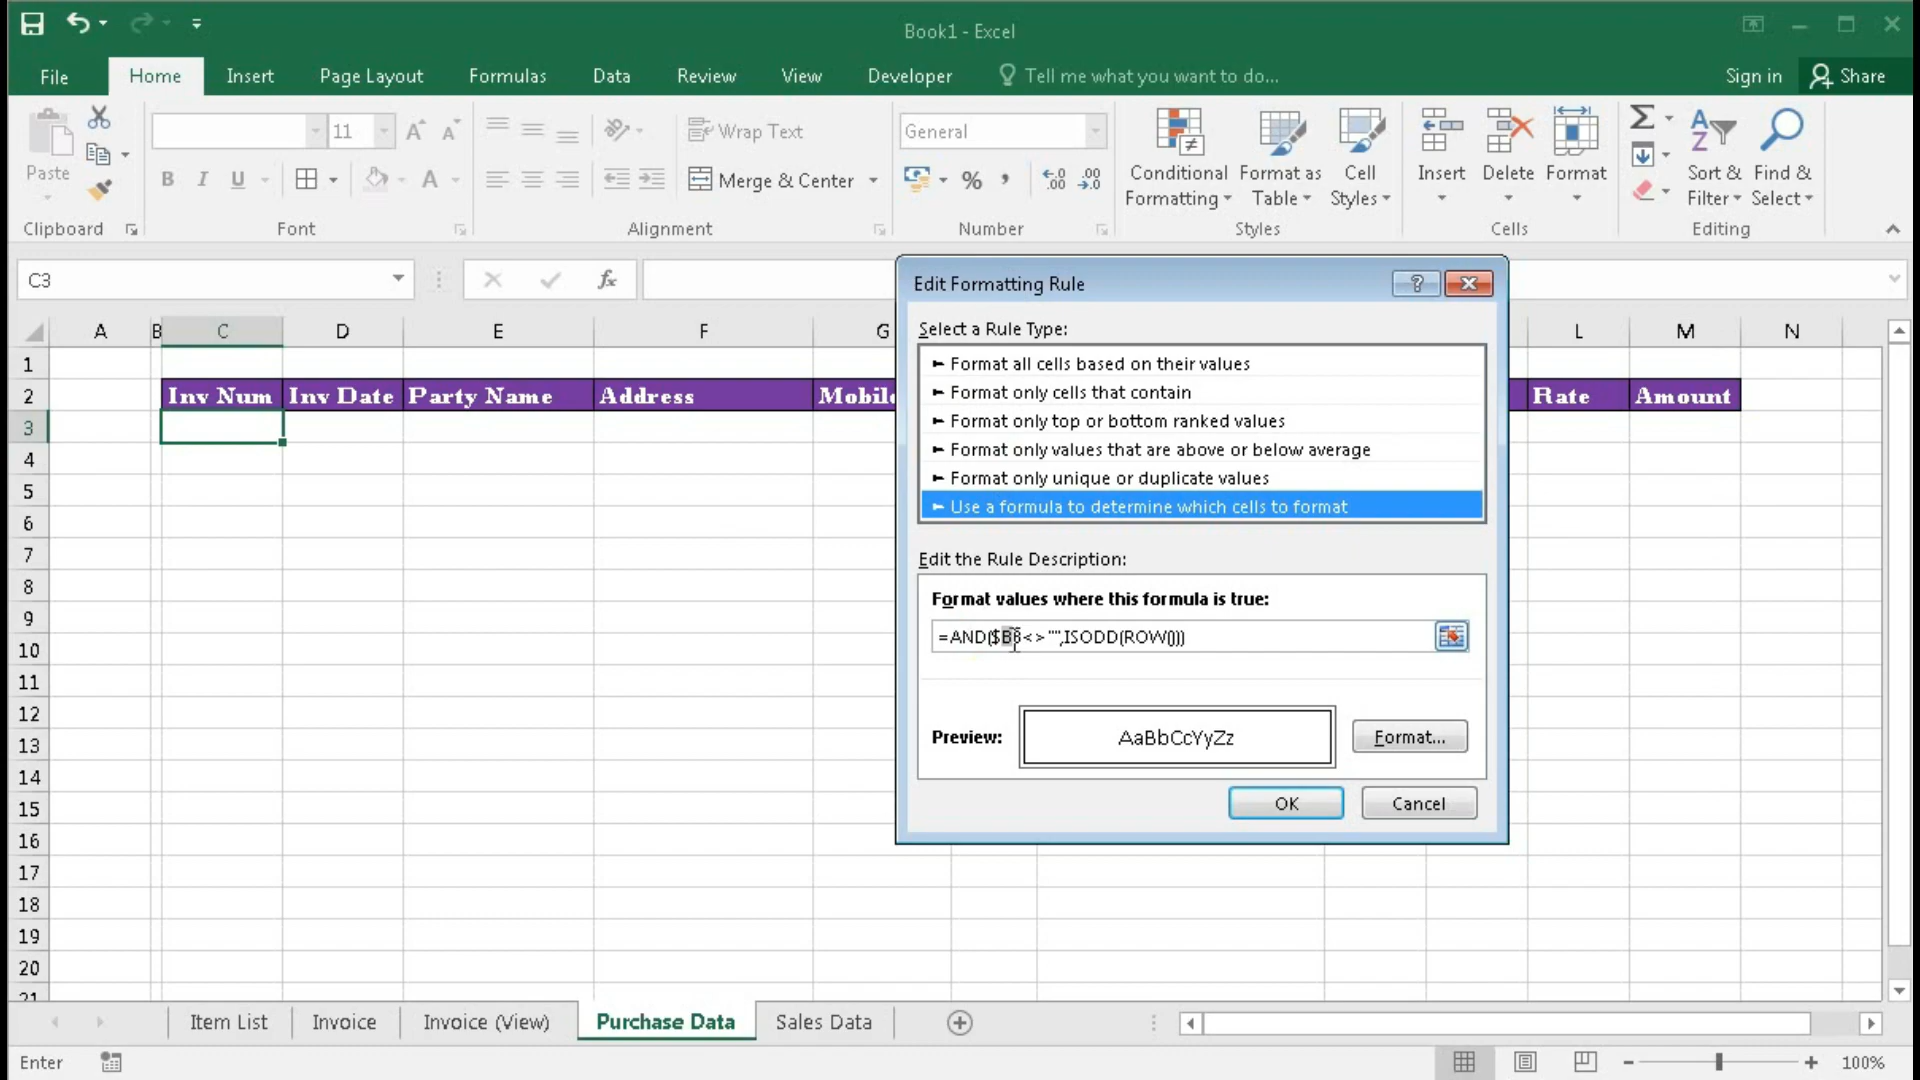 Book1 - Excel
File Home Insert Page Layout Formulas Data Review View Developer Tell me what you want to do... Sign in Share
Paste
Clipboard
11
B I U A
Font
Wrap Text
Merge & Center
Alignment
General
% , .00
Number
Conditional Formatting
Format as Table
Cell Styles
Styles
Insert Delete Format
Cells
Sort & Filter
Find & Select
Editing
C3
fx
A B C D E F G L M N
1
2 Inv Num Inv Date Party Name Address Mobile Rate Amount
3
4
5
6
7
8
9
10
11
12
13
14
15
16
17
18
19
20
21
Edit Formatting Rule
Select a Rule Type:
► Format all cells based on their values
► Format only cells that contain
► Format only top or bottom ranked values
► Format only values that are above or below average
► Format only unique or duplicate values
► Use a formula to determine which cells to format
Edit the Rule Description:
Format values where this formula is true:
=AND($B6<>"",ISODD(ROW()))
Preview:
AaBbCcYyZz
Format...
OK Cancel
Item List Invoice Invoice (View) Purchase Data Sales Data
Enter
100%